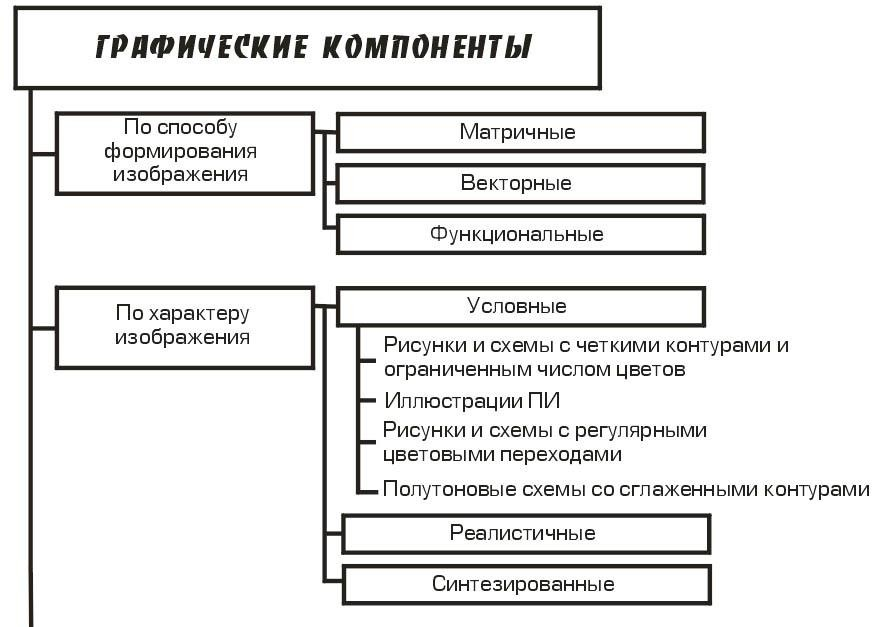 ГРАФИЧЕСКИЕ КОМПОНЕНТЫ
По способу
формирования
изображения
Матричные
Векторные
Функциональные
По характеру
изображения
Условные
Рисунки и схемы с четкими контурами и
ограниченным числом цветов
Иллюстрации ПИ
Рисунки и схемы с регулярными
цветовыми переходами
Полутоновые схемы со сглаженными контурами
Реалистичные
Синтезированные